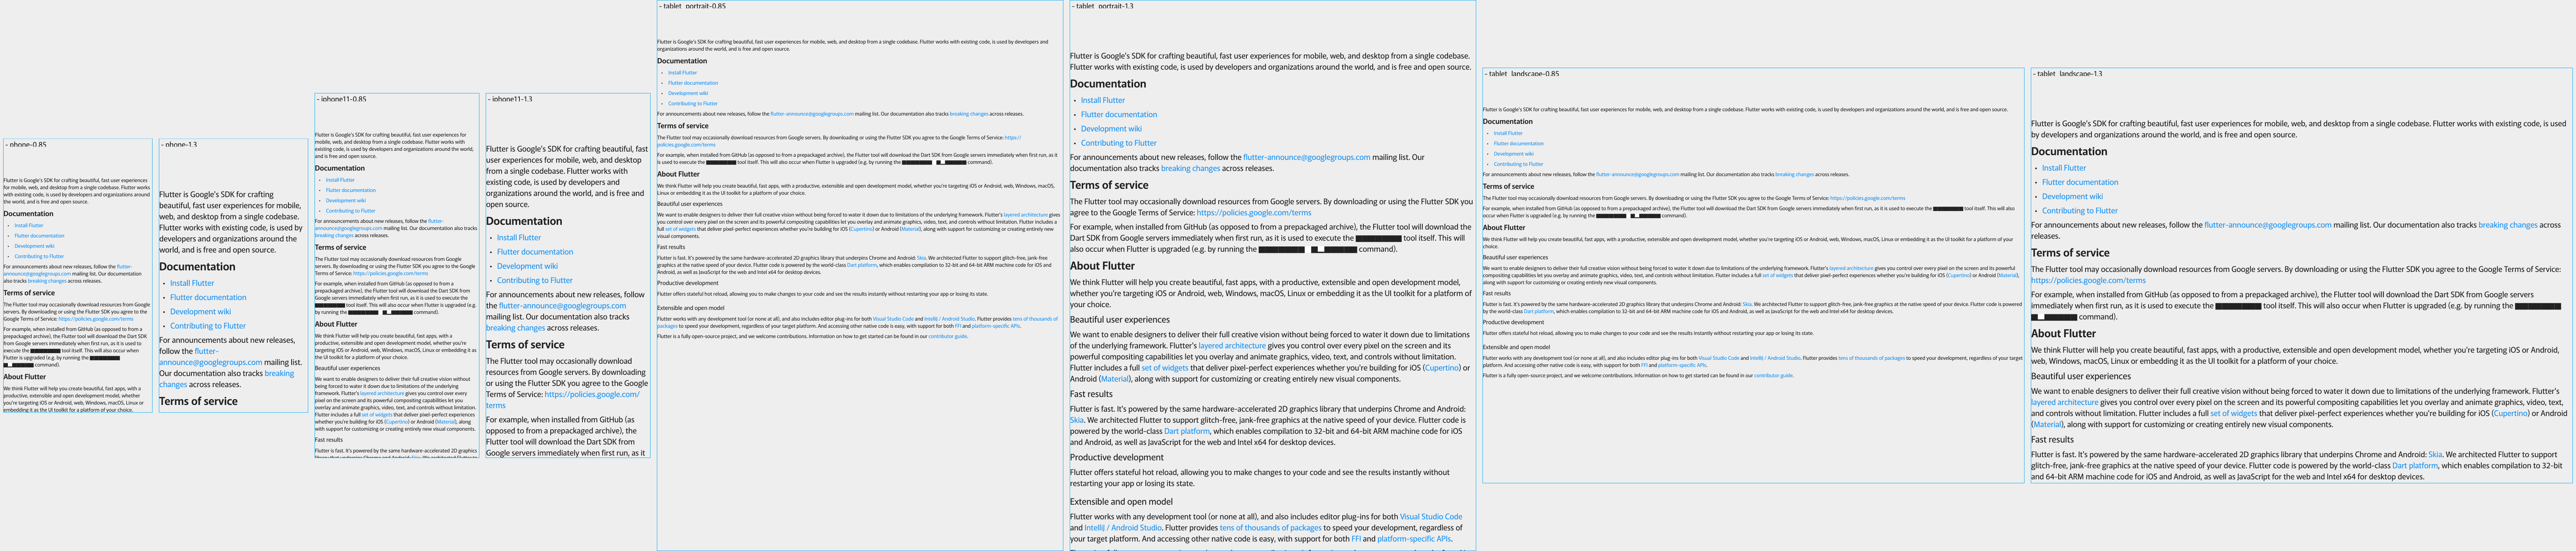 - phone-0.85
Flutter is Google's SDK for crafting beautiful, fast user experiences
for mobile, web, and desktop from a single codebase. Flutter works
with existing code, is used by developers and organizations around
the world, and is free and open source.
Documentation
• Install Flutter
• Flutter documentation
• Development wiki
• Contributing to Flutter
For announcements about new releases, follow the flutter-
announce@googlegroups.com mailing list. Our documentation
also tracks breaking changes across releases.
Terms of service
The Flutter tool may occasionally download resources from Google
servers. By downloading or using the Flutter SDK you agree to the
Google Terms of Service: https://policies.google.com/terms
For example, when installed from GitHub (as opposed to from a
prepackaged archive), the Flutter tool will download the Dart SDK
from Google servers immediately when first run, as it is used to
execute the tool itself. This will also occur when
Flutter is upgraded (e.g. by running the
command).
About Flutter
We think Flutter will help you create beautiful, fast apps, with a
productive, extensible and open development model, whether
you're targeting iOS or Android, web, Windows, macOS, Linux or
embedding it as the UI toolkit for a platform of your choice.
- phone-1.3
Flutter is Google's SDK for crafting
beautiful, fast user experiences for mobile,
web, and desktop from a single codebase.
Flutter works with existing code, is used by
developers and organizations around the
world, and is free and open source.
Documentation
• Install Flutter
• Flutter documentation
• Development wiki
• Contributing to Flutter
For announcements about new releases,
follow the flutter-
announce@googlegroups.com mailing list.
Our documentation also tracks breaking
changes across releases.
Terms of service
- iphone11-0.85
Flutter is Google's SDK for crafting beautiful, fast user experiences for
mobile, web, and desktop from a single codebase. Flutter works with
existing code, is used by developers and organizations around the world,
and is free and open source.
Documentation
• Install Flutter
• Flutter documentation
• Development wiki
• Contributing to Flutter
For announcements about new releases, follow the flutter-
announce@googlegroups.com mailing list. Our documentation also tracks
breaking changes across releases.
Terms of service
The Flutter tool may occasionally download resources from Google
servers. By downloading or using the Flutter SDK you agree to the Google
Terms of Service: https://policies.google.com/terms
For example, when installed from GitHub (as opposed to from a
prepackaged archive), the Flutter tool will download the Dart SDK from
Google servers immediately when first run, as it is used to execute the
tool itself. This will also occur when Flutter is upgraded (e.g.
by running the command).
About Flutter
We think Flutter will help you create beautiful, fast apps, with a
productive, extensible and open development model, whether you're
targeting iOS or Android, web, Windows, macOS, Linux or embedding it as
the UI toolkit for a platform of your choice.
Beautiful user experiences
We want to enable designers to deliver their full creative vision without
being forced to water it down due to limitations of the underlying
framework. Flutter's layered architecture gives you control over every
pixel on the screen and its powerful compositing capabilities let you
overlay and animate graphics, video, text, and controls without limitation.
Flutter includes a full set of widgets that deliver pixel-perfect experiences
whether you're building for iOS (Cupertino) or Android (Material), along
with support for customizing or creating entirely new visual components.
Fast results
Flutter is fast. It's powered by the same hardware-accelerated 2D graphics
- iphone11-1.3
Flutter is Google's SDK for crafting beautiful, fast
user experiences for mobile, web, and desktop
from a single codebase. Flutter works with
existing code, is used by developers and
organizations around the world, and is free and
open source.
Documentation
• Install Flutter
• Flutter documentation
• Development wiki
• Contributing to Flutter
For announcements about new releases, follow
the flutter-announce@googlegroups.com
mailing list. Our documentation also tracks
breaking changes across releases.
Terms of service
The Flutter tool may occasionally download
resources from Google servers. By downloading
or using the Flutter SDK you agree to the Google
Terms of Service: https://policies.google.com/
terms
For example, when installed from GitHub (as
opposed to from a prepackaged archive), the
Flutter tool will download the Dart SDK from
Google servers immediately when first run, as it
- tablet_portrait-0.85
Flutter is Google's SDK for crafting beautiful, fast user experiences for mobile, web, and desktop from a single codebase. Flutter works with existing code, is used by developers and
organizations around the world, and is free and open source.
Documentation
• Install Flutter
• Flutter documentation
• Development wiki
• Contributing to Flutter
For announcements about new releases, follow the flutter-announce@googlegroups.com mailing list. Our documentation also tracks breaking changes across releases.
Terms of service
The Flutter tool may occasionally download resources from Google servers. By downloading or using the Flutter SDK you agree to the Google Terms of Service: https://
policies.google.com/terms
For example, when installed from GitHub (as opposed to from a prepackaged archive), the Flutter tool will download the Dart SDK from Google servers immediately when first run, as it
is used to execute the tool itself. This will also occur when Flutter is upgraded (e.g. by running the command).
About Flutter
We think Flutter will help you create beautiful, fast apps, with a productive, extensible and open development model, whether you're targeting iOS or Android, web, Windows, macOS,
Linux or embedding it as the UI toolkit for a platform of your choice.
Beautiful user experiences
We want to enable designers to deliver their full creative vision without being forced to water it down due to limitations of the underlying framework. Flutter's layered architecture gives
you control over every pixel on the screen and its powerful compositing capabilities let you overlay and animate graphics, video, text, and controls without limitation. Flutter includes a
full set of widgets that deliver pixel-perfect experiences whether you're building for iOS (Cupertino) or Android (Material), along with support for customizing or creating entirely new
visual components.
Fast results
Flutter is fast. It's powered by the same hardware-accelerated 2D graphics library that underpins Chrome and Android: Skia. We architected Flutter to support glitch-free, jank-free
graphics at the native speed of your device. Flutter code is powered by the world-class Dart platform, which enables compilation to 32-bit and 64-bit ARM machine code for iOS and
Android, as well as JavaScript for the web and Intel x64 for desktop devices.
Productive development
Flutter offers stateful hot reload, allowing you to make changes to your code and see the results instantly without restarting your app or losing its state.
Extensible and open model
Flutter works with any development tool (or none at all), and also includes editor plug-ins for both Visual Studio Code and IntelliJ / Android Studio. Flutter provides tens of thousands of
packages to speed your development, regardless of your target platform. And accessing other native code is easy, with support for both FFI and platform-specific APIs.
Flutter is a fully open-source project, and we welcome contributions. Information on how to get started can be found in our contributor guide.
- tablet_portrait-1.3
Flutter is Google's SDK for crafting beautiful, fast user experiences for mobile, web, and desktop from a single codebase.
Flutter works with existing code, is used by developers and organizations around the world, and is free and open source.
Documentation
• Install Flutter
• Flutter documentation
• Development wiki
• Contributing to Flutter
For announcements about new releases, follow the flutter-announce@googlegroups.com mailing list. Our
documentation also tracks breaking changes across releases.
Terms of service
The Flutter tool may occasionally download resources from Google servers. By downloading or using the Flutter SDK you
agree to the Google Terms of Service: https://policies.google.com/terms
For example, when installed from GitHub (as opposed to from a prepackaged archive), the Flutter tool will download the
Dart SDK from Google servers immediately when first run, as it is used to execute the tool itself. This will
also occur when Flutter is upgraded (e.g. by running the command).
About Flutter
We think Flutter will help you create beautiful, fast apps, with a productive, extensible and open development model,
whether you're targeting iOS or Android, web, Windows, macOS, Linux or embedding it as the UI toolkit for a platform of
your choice.
Beautiful user experiences
We want to enable designers to deliver their full creative vision without being forced to water it down due to limitations
of the underlying framework. Flutter's layered architecture gives you control over every pixel on the screen and its
powerful compositing capabilities let you overlay and animate graphics, video, text, and controls without limitation.
Flutter includes a full set of widgets that deliver pixel-perfect experiences whether you're building for iOS (Cupertino) or
Android (Material), along with support for customizing or creating entirely new visual components.
Fast results
Flutter is fast. It's powered by the same hardware-accelerated 2D graphics library that underpins Chrome and Android:
Skia. We architected Flutter to support glitch-free, jank-free graphics at the native speed of your device. Flutter code is
powered by the world-class Dart platform, which enables compilation to 32-bit and 64-bit ARM machine code for iOS
and Android, as well as JavaScript for the web and Intel x64 for desktop devices.
Productive development
Flutter offers stateful hot reload, allowing you to make changes to your code and see the results instantly without
restarting your app or losing its state.
Extensible and open model
Flutter works with any development tool (or none at all), and also includes editor plug-ins for both Visual Studio Code
and IntelliJ / Android Studio. Flutter provides tens of thousands of packages to speed your development, regardless of
your target platform. And accessing other native code is easy, with support for both FFI and platform-specific APIs.
- tablet_landscape-0.85
Flutter is Google's SDK for crafting beautiful, fast user experiences for mobile, web, and desktop from a single codebase. Flutter works with existing code, is used by developers and organizations around the world, and is free and open source.
Documentation
• Install Flutter
• Flutter documentation
• Development wiki
• Contributing to Flutter
For announcements about new releases, follow the flutter-announce@googlegroups.com mailing list. Our documentation also tracks breaking changes across releases.
Terms of service
The Flutter tool may occasionally download resources from Google servers. By downloading or using the Flutter SDK you agree to the Google Terms of Service: https://policies.google.com/terms
For example, when installed from GitHub (as opposed to from a prepackaged archive), the Flutter tool will download the Dart SDK from Google servers immediately when first run, as it is used to execute the tool itself. This will also
occur when Flutter is upgraded (e.g. by running the command).
About Flutter
We think Flutter will help you create beautiful, fast apps, with a productive, extensible and open development model, whether you're targeting iOS or Android, web, Windows, macOS, Linux or embedding it as the UI toolkit for a platform of your
choice.
Beautiful user experiences
We want to enable designers to deliver their full creative vision without being forced to water it down due to limitations of the underlying framework. Flutter's layered architecture gives you control over every pixel on the screen and its powerful
compositing capabilities let you overlay and animate graphics, video, text, and controls without limitation. Flutter includes a full set of widgets that deliver pixel-perfect experiences whether you're building for iOS (Cupertino) or Android (Material),
along with support for customizing or creating entirely new visual components.
Fast results
Flutter is fast. It's powered by the same hardware-accelerated 2D graphics library that underpins Chrome and Android: Skia. We architected Flutter to support glitch-free, jank-free graphics at the native speed of your device. Flutter code is powered
by the world-class Dart platform, which enables compilation to 32-bit and 64-bit ARM machine code for iOS and Android, as well as JavaScript for the web and Intel x64 for desktop devices.
Productive development
Flutter offers stateful hot reload, allowing you to make changes to your code and see the results instantly without restarting your app or losing its state.
Extensible and open model
Flutter works with any development tool (or none at all), and also includes editor plug-ins for both Visual Studio Code and IntelliJ / Android Studio. Flutter provides tens of thousands of packages to speed your development, regardless of your target
platform. And accessing other native code is easy, with support for both FFI and platform-specific APIs.
Flutter is a fully open-source project, and we welcome contributions. Information on how to get started can be found in our contributor guide.
- tablet_landscape-1.3
Flutter is Google's SDK for crafting beautiful, fast user experiences for mobile, web, and desktop from a single codebase. Flutter works with existing code, is used
by developers and organizations around the world, and is free and open source.
Documentation
• Install Flutter
• Flutter documentation
• Development wiki
• Contributing to Flutter
For announcements about new releases, follow the flutter-announce@googlegroups.com mailing list. Our documentation also tracks breaking changes across
releases.
Terms of service
The Flutter tool may occasionally download resources from Google servers. By downloading or using the Flutter SDK you agree to the Google Terms of Service:
https://policies.google.com/terms
For example, when installed from GitHub (as opposed to from a prepackaged archive), the Flutter tool will download the Dart SDK from Google servers
immediately when first run, as it is used to execute the tool itself. This will also occur when Flutter is upgraded (e.g. by running the
command).
About Flutter
We think Flutter will help you create beautiful, fast apps, with a productive, extensible and open development model, whether you're targeting iOS or Android,
web, Windows, macOS, Linux or embedding it as the UI toolkit for a platform of your choice.
Beautiful user experiences
We want to enable designers to deliver their full creative vision without being forced to water it down due to limitations of the underlying framework. Flutter's
layered architecture gives you control over every pixel on the screen and its powerful compositing capabilities let you overlay and animate graphics, video, text,
and controls without limitation. Flutter includes a full set of widgets that deliver pixel-perfect experiences whether you're building for iOS (Cupertino) or Android
(Material), along with support for customizing or creating entirely new visual components.
Fast results
Flutter is fast. It's powered by the same hardware-accelerated 2D graphics library that underpins Chrome and Android: Skia. We architected Flutter to support
glitch-free, jank-free graphics at the native speed of your device. Flutter code is powered by the world-class Dart platform, which enables compilation to 32-bit
and 64-bit ARM machine code for iOS and Android, as well as JavaScript for the web and Intel x64 for desktop devices.